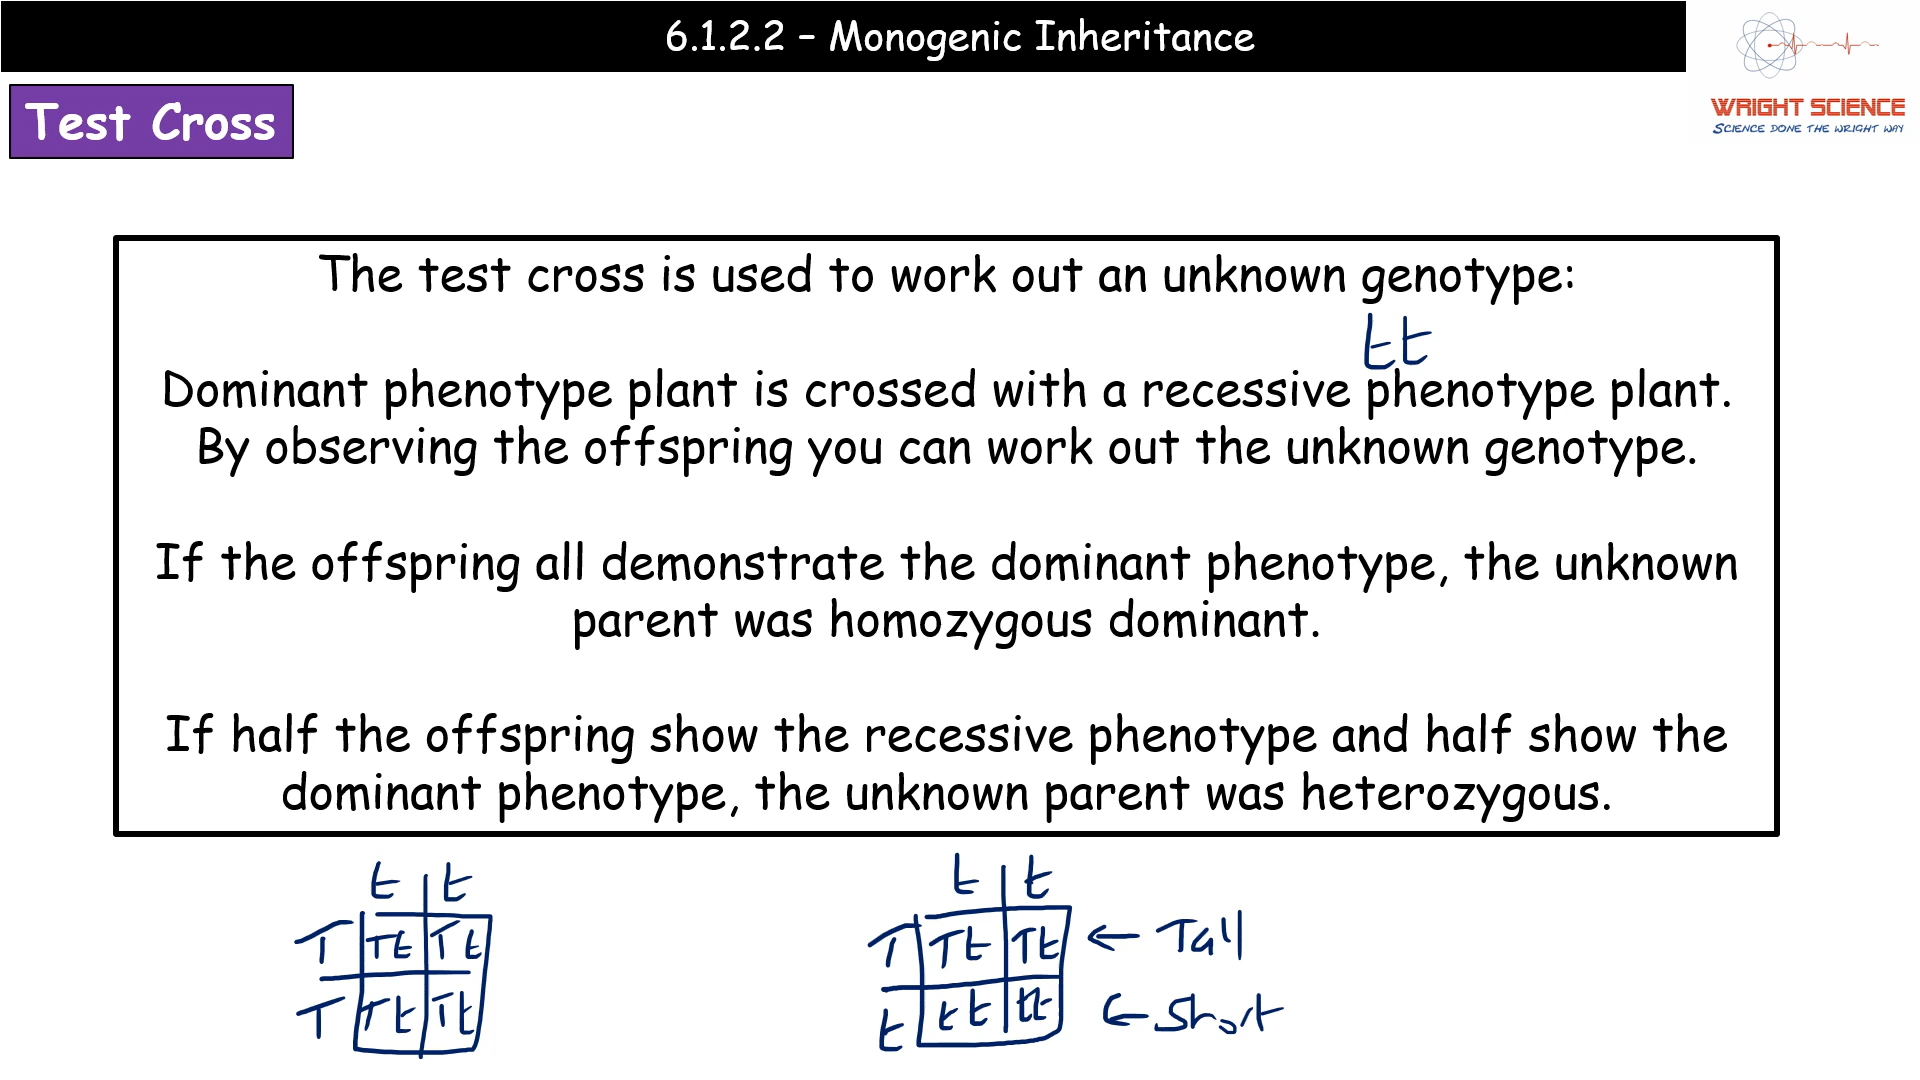 6.1.2.2 – Monogenic Inheritance
WRIGHT SCIENCE
SCIENCE DONE THE WRIGHT WAY
Test Cross
The test cross is used to work out an unknown genotype:
tt
Dominant phenotype plant is crossed with a recessive phenotype plant.
By observing the offspring you can work out the unknown genotype.
If the offspring all demonstrate the dominant phenotype, the unknown
parent was homozygous dominant.
If half the offspring show the recessive phenotype and half show the
dominant phenotype, the unknown parent was heterozygous.
t t
T Tt Tt
T Tt Tt
t t
T Tt Tt ← Tall
t tt tt ← Short